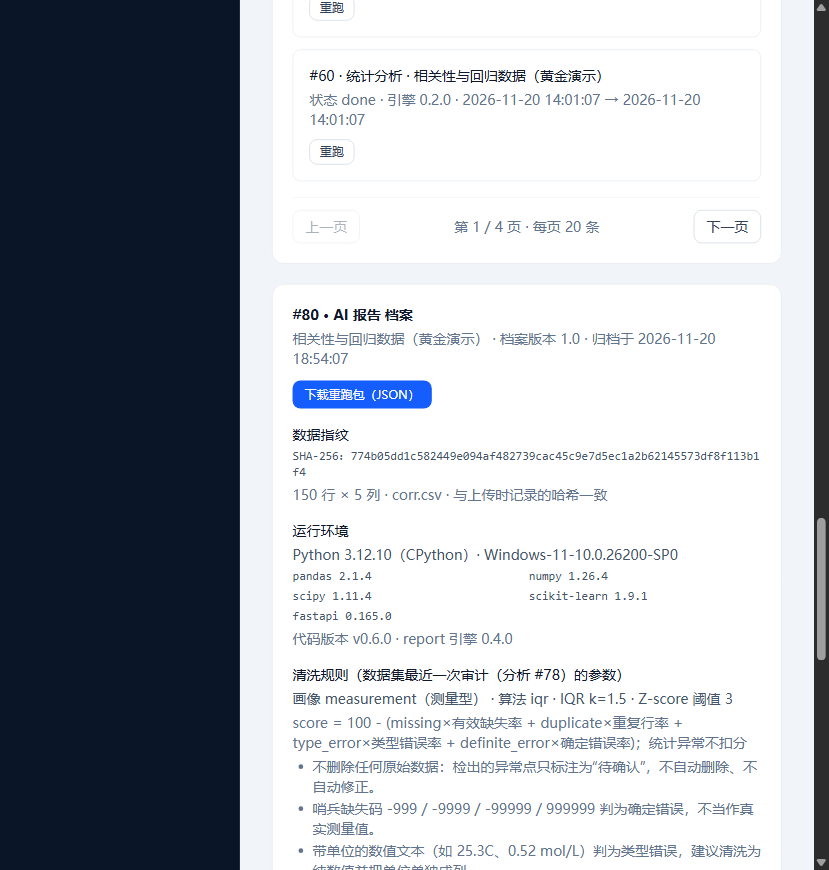 重跑
#60 · 统计分析 · 相关性与回归数据（黄金演示）
状态 done · 引擎 0.2.0 · 2026-11-20 14:01:07 → 2026-11-20
14:01:07
重跑
上一页
第 1 / 4 页 · 每页 20 条
下一页
#80 • AI 报告 档案
相关性与回归数据（黄金演示） · 档案版本 1.0 · 归档于 2026-11-20
18:54:07
下载重跑包（JSON）
数据指纹
SHA-256: 774b05dd1c582449e094af482739cac45c9e7d5ec1a2b62145573df8f113b1
f4
150 行 × 5 列 · corr.csv · 与上传时记录的哈希一致
运行环境
Python 3.12.10（CPython）· Windows-11-10.0.26200-SP0
pandas 2.1.4
numpy 1.26.4
scipy 1.11.4
scikit-learn 1.9.1
fastapi 0.165.0
代码版本 v0.6.0 · report 引擎 0.4.0
清洗规则（数据集最近一次审计（分析 #78）的参数）
画像 measurement（测量型） · 算法 iqr · IQR k=1.5 · Z-score 阈值 3
score = 100 - (missing×有效缺失率 + duplicate×重复行率 +
type_error×类型错误率 + definite_error×确定错误率)；统计异常不扣分
• 不删除任何原始数据：检出的异常点只标注为“待确认”，不自动删除、不
自动修正。
• 哨兵缺失码 -999 / -9999 / -99999 / 999999 判为确定错误，不当作真
实测量值。
• 带单位的数值文本（如 25.3C、0.52 mol/L）判为类型错误，建议清洗为
纯数值并把单位单独成列